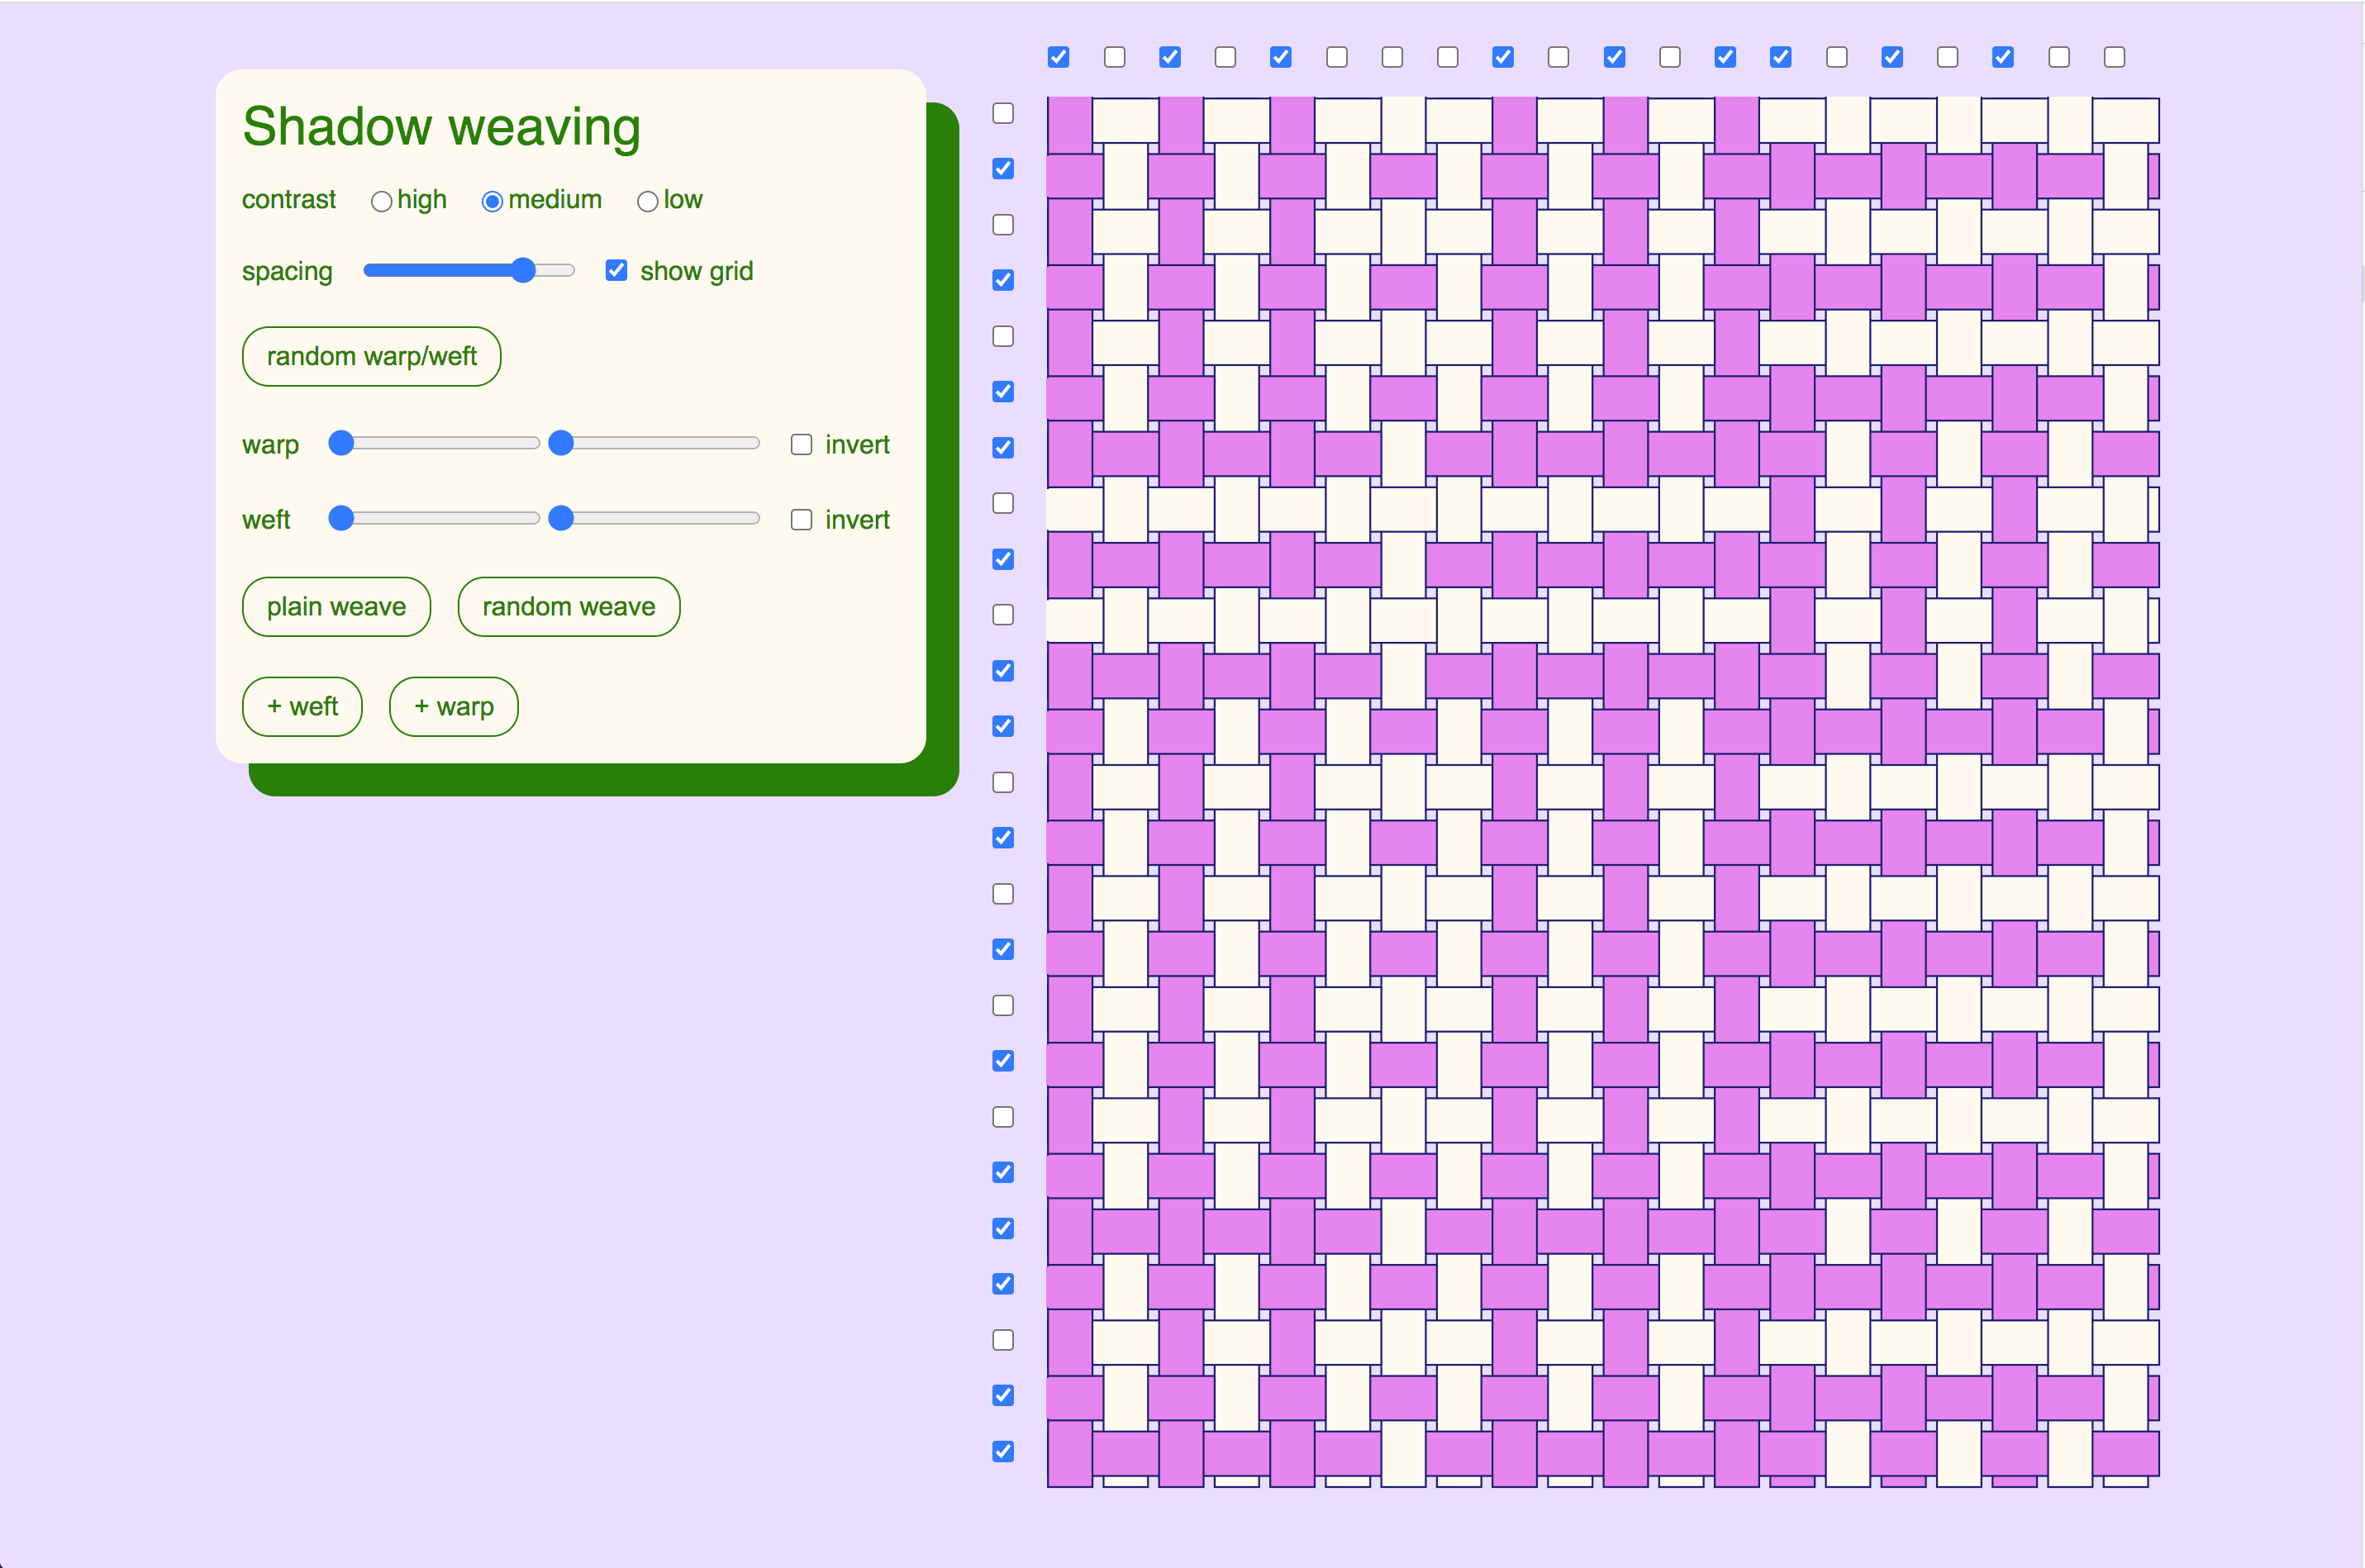 Shadow weaving
contrast high medium low
spacing show grid
random warp/weft
warp invert
weft invert
plain weave random weave
+ weft + warp